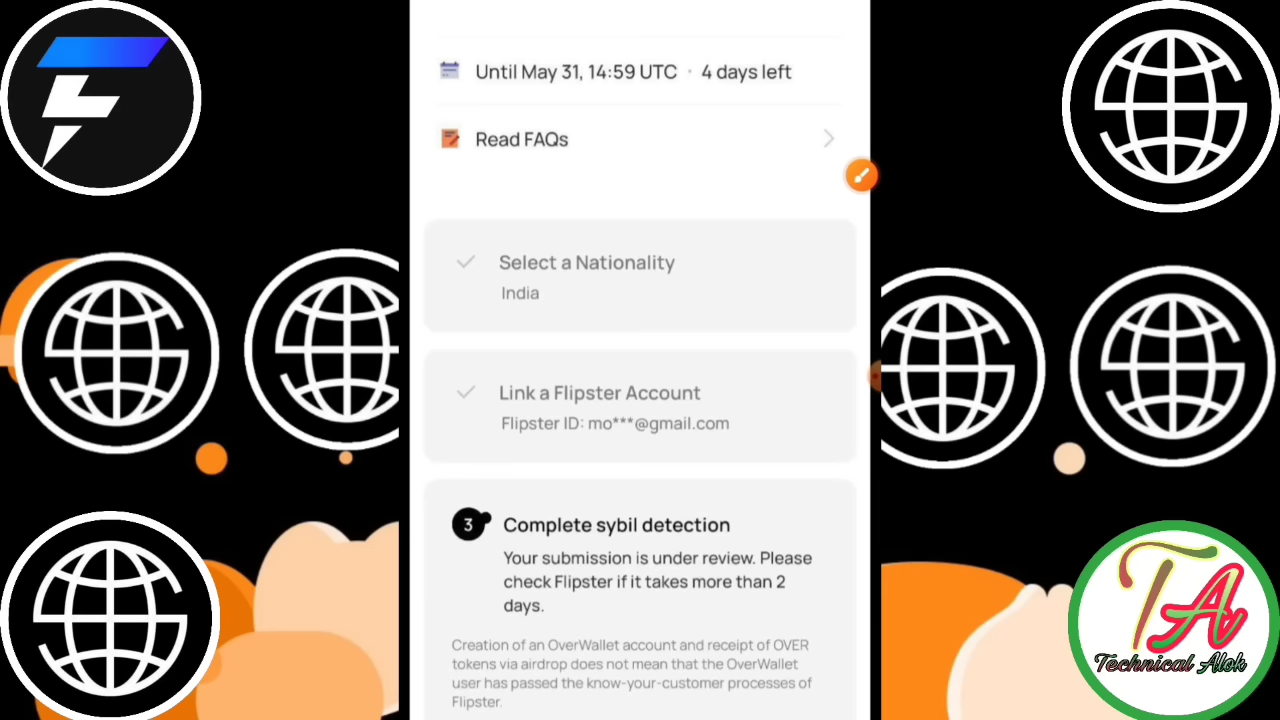 Until May 31, 14:59 UTC · 4 days left
Read FAQs
Select a Nationality
India
Link a Flipster Account
Flipster ID: mo***@gmail.com
3 Complete sybil detection
Your submission is under review. Please
check Flipster if it takes more than 2
days.
Creation of an OverWallet account and receipt of OVER
tokens via airdrop does not mean that the OverWallet
user has passed the know-your-customer processes of
Flipster.
TA
Technical Alok